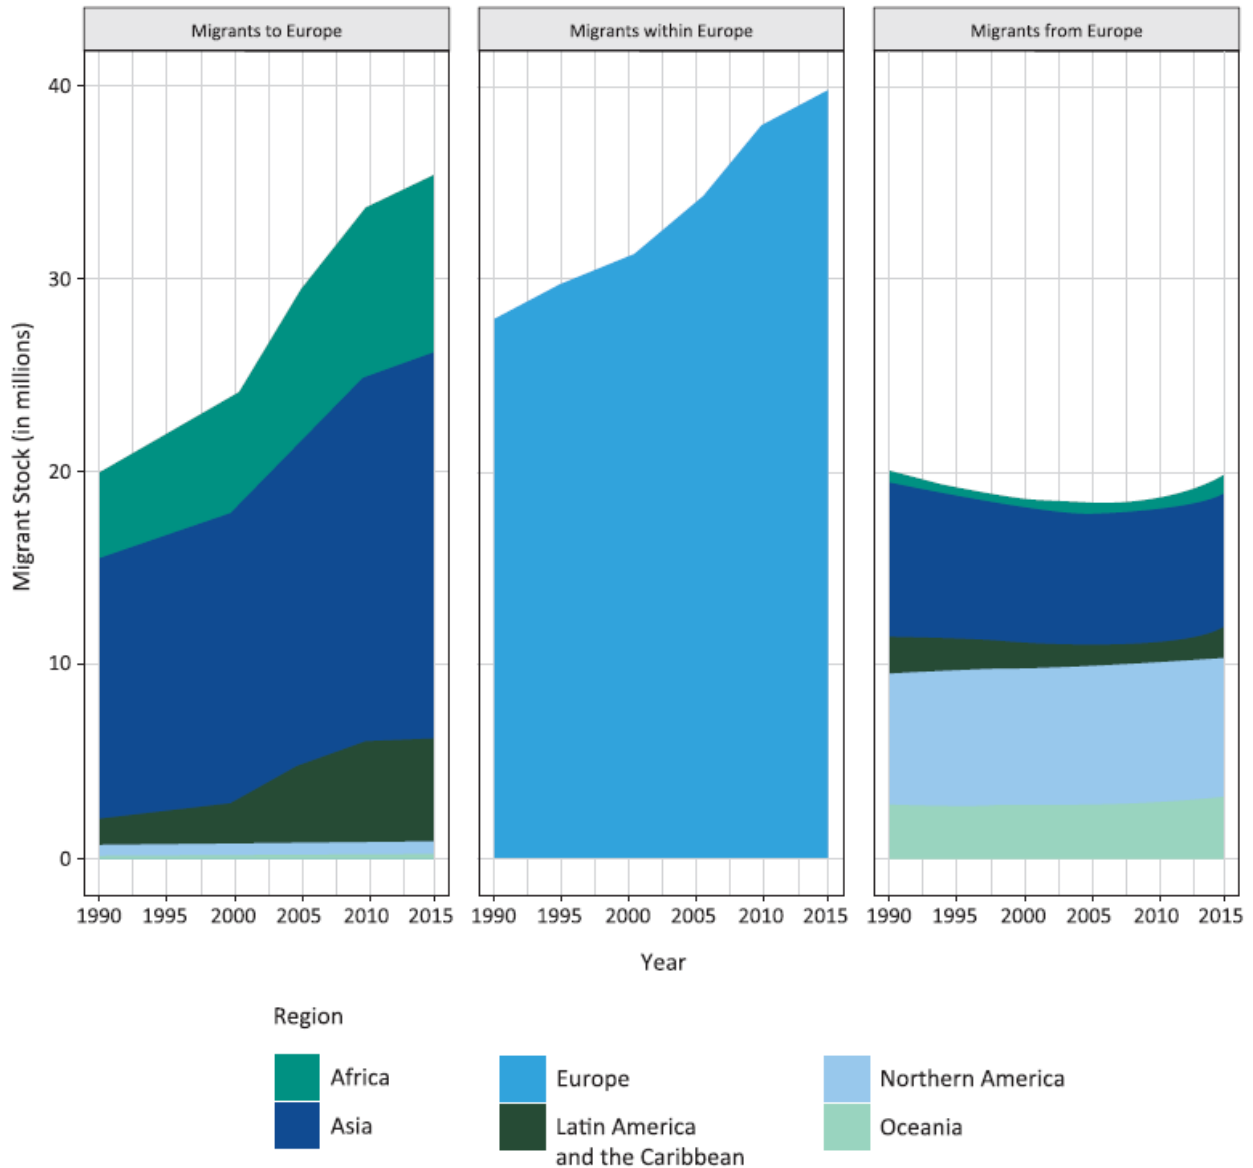 Migrants to Europe
Migrants within Europe
Migrants from Europe
Migrant Stock (in millions)
40
30
20
10
0
1990 1995 2000 2005 2010 2015
1990 1995 2000 2005 2010 2015
1990 1995 2000 2005 2010 2015
Year
Region
Africa
Asia
Europe
Latin America
and the Caribbean
Northern America
Oceania